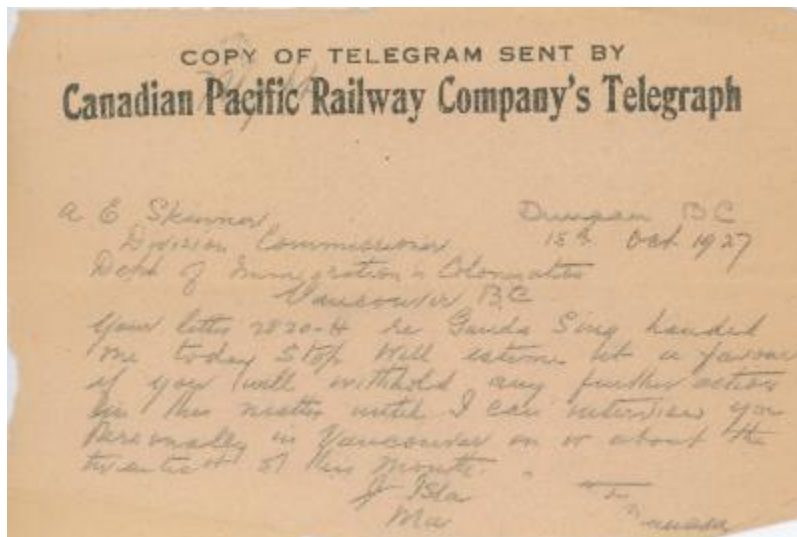 COPY OF TELEGRAM SENT BY
Canadian Pacific Railway Company's Telegraph
A E Skinner
Duncan BC
Division Commissioner
15th Oct 1927
Dept of Immigration & Colonization
Vancouver BC
Your letter 2820-H re Ganda Sing handed
me today Stop Will esteem it a favour
if you will withhold any further action
in this matter until I can interview you
Personally in Vancouver on or about the
twentieth of this month.
J Isla